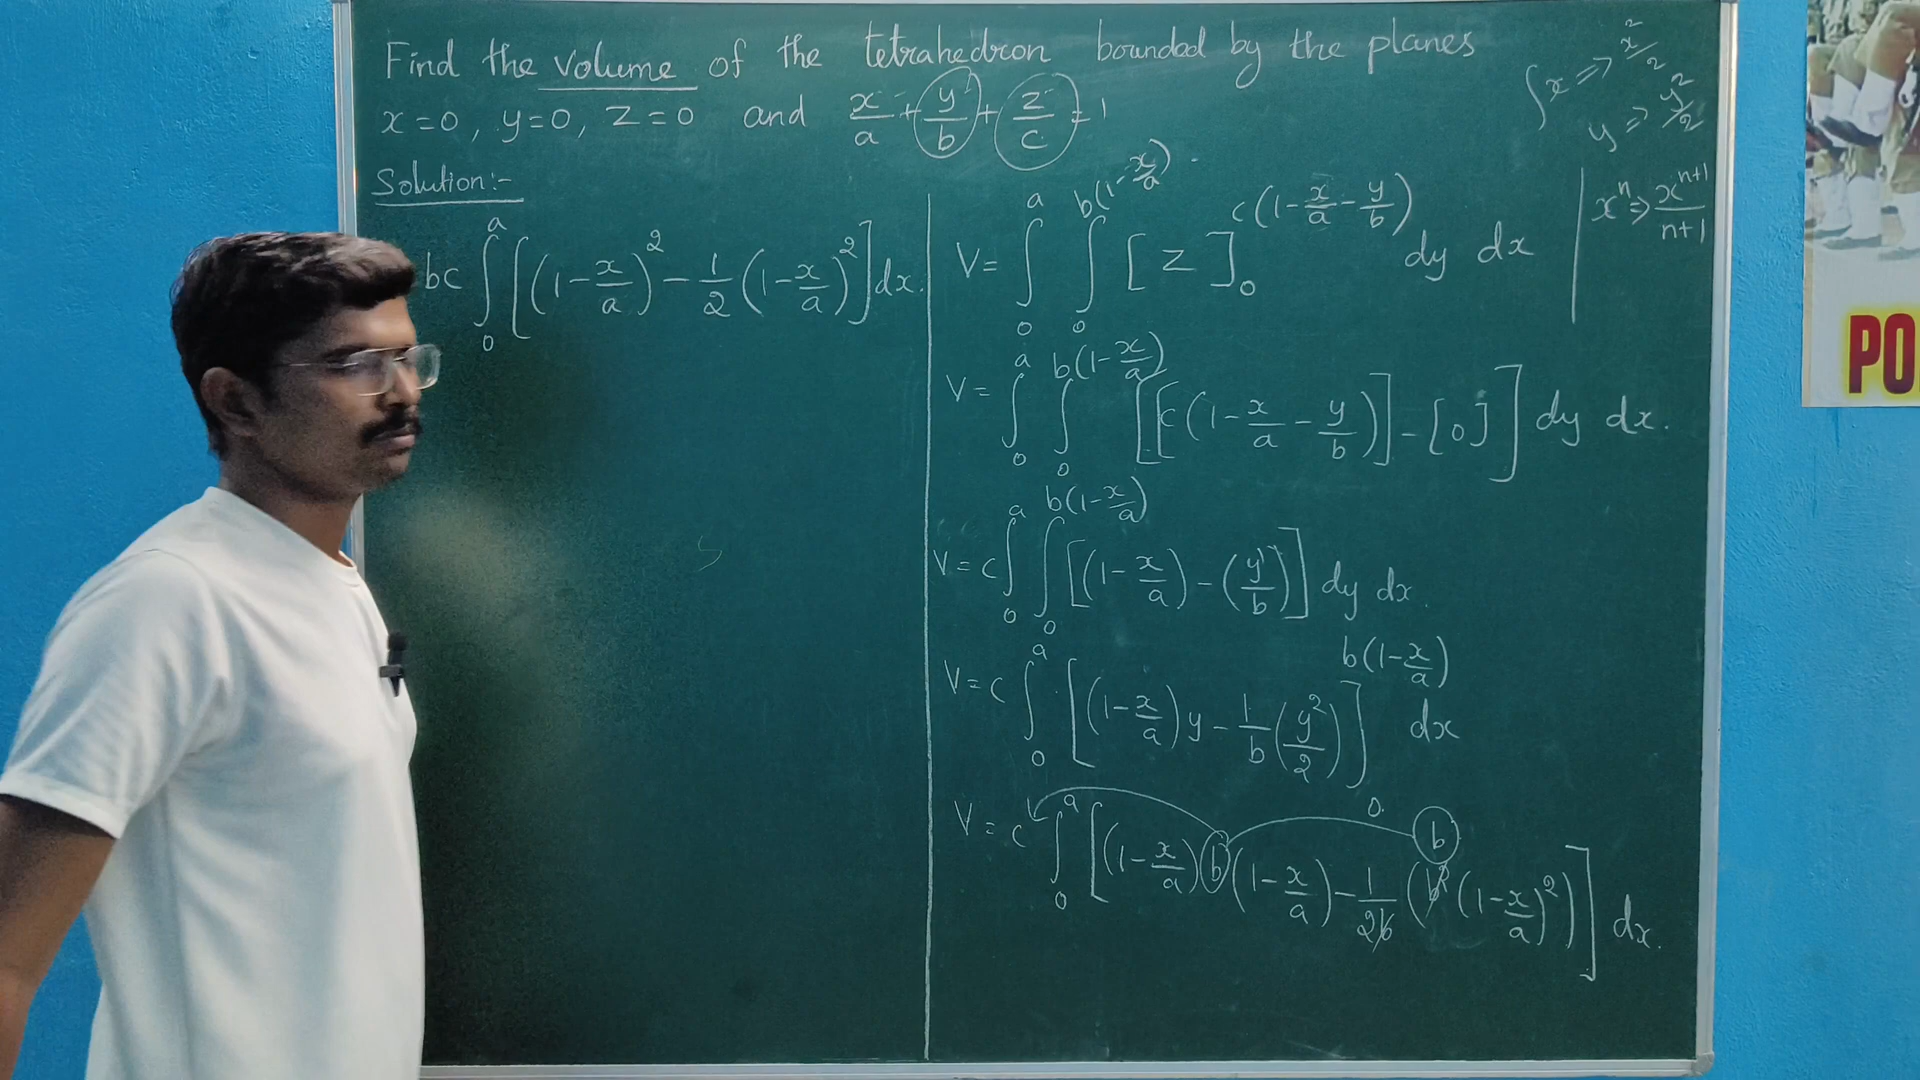 Find the volume of the tetrahedron bounded by the planes
x=0, y=0, z=0 and x/a + y/b + z/c = 1
∫x => x²/2
y => y²/2
xⁿ => xⁿ⁺¹/n+1
Solution:-
bc ∫₀ᵃ [(1-x/a)² - 1/2 (1-x/a)²] dx.
V = ∫₀ᵃ ∫₀^b(1-x/a) [z]₀^c(1-x/a-y/b) dy dx
V = ∫₀ᵃ ∫₀^b(1-x/a) [[c(1-x/a-y/b)] - [0]] dy dx.
V = c ∫₀ᵃ ∫₀^b(1-x/a) [(1-x/a) - (y/b)] dy dx.
V = c ∫₀ᵃ [(1-x/a)y - 1/b (y²/2)]₀^b(1-x/a) dx
V = c ∫₀ᵃ [(1-x/a) b (1-x/a) - 1/2b (b² (1-x/a)²)] dx.
b
PO